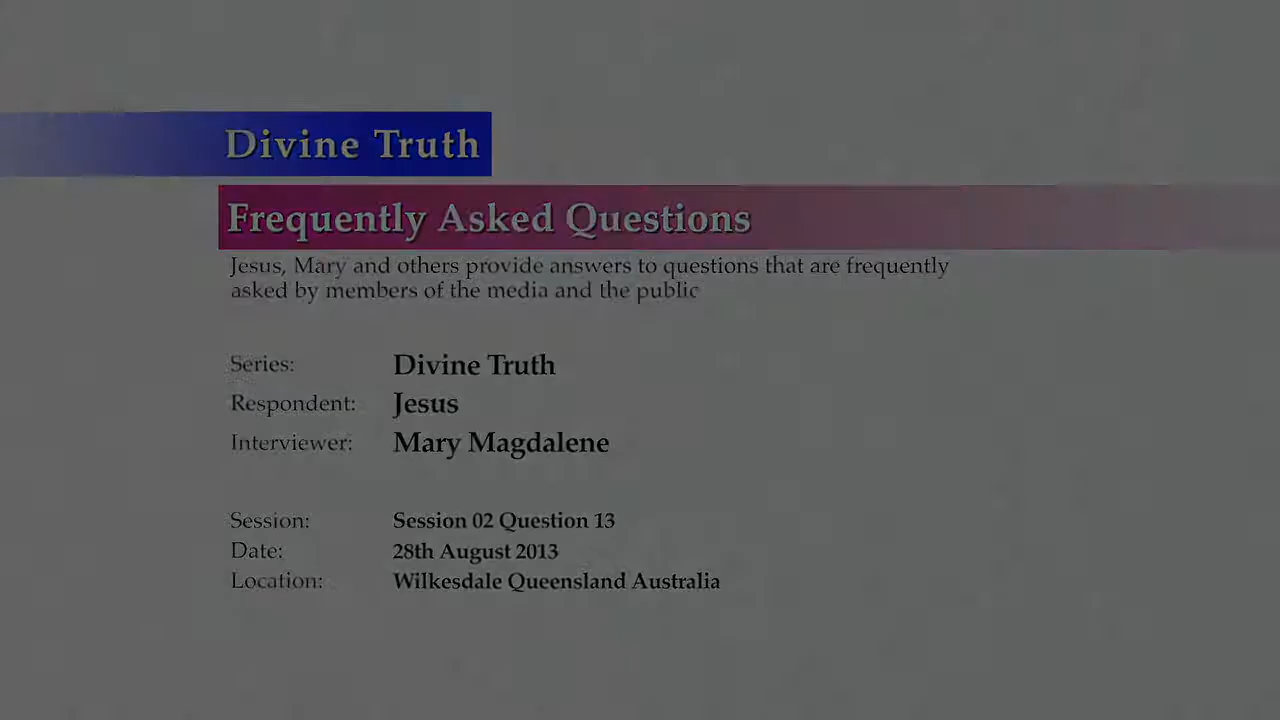 Divine Truth
Frequently Asked Questions
Jesus, Mary and others provide answers to questions that are frequently
asked by members of the media and the public
Series: Divine Truth
Respondent: Jesus
Interviewer: Mary Magdalene
Session: Session 02 Question 13
Date: 28th August 2013
Location: Wilkesdale Queensland Australia